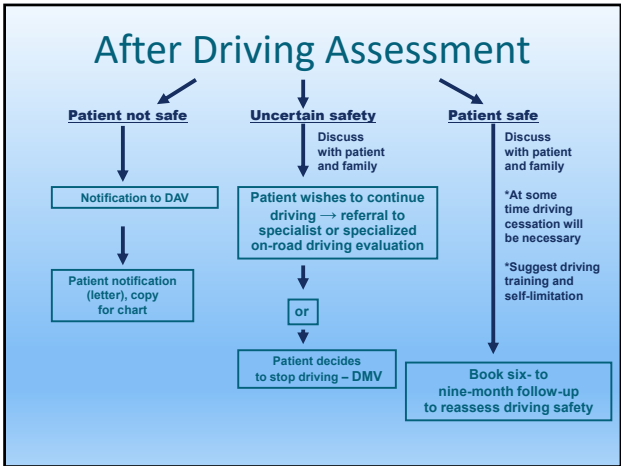 After Driving Assessment
Patient not safe
Notification to DAV
Patient notification
(letter), copy
for chart
Uncertain safety
Discuss
with patient
and family
Patient wishes to continue
driving → referral to
specialist or specialized
on-road driving evaluation
or
Patient decides
to stop driving – DMV
Patient safe
Discuss
with patient
and family
*At some
time driving
cessation will
be necessary
*Suggest driving
training and
self-limitation
Book six- to
nine-month follow-up
to reassess driving safety